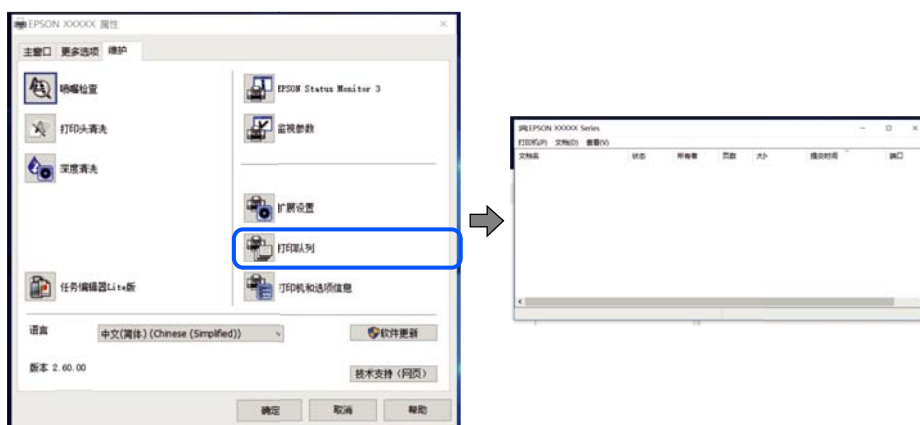 EPSON XXXXX 属性
主窗口 更多选项 维护
喷嘴检查
EPSON Status Monitor 3
打印头清洗
监视参数
深度清洗
扩展设置
打印队列
任务编辑器Lite版
打印机和选项信息
语言
中文(简体) (Chinese (Simplified))
软件更新
版本 2.60.00
技术支持(网页)
确定 取消 帮助
EPSON XXXXX Series
打印机(P) 文档(D) 查看(V)
文档名 状态 所有者 页数 大小 提交时间 端口